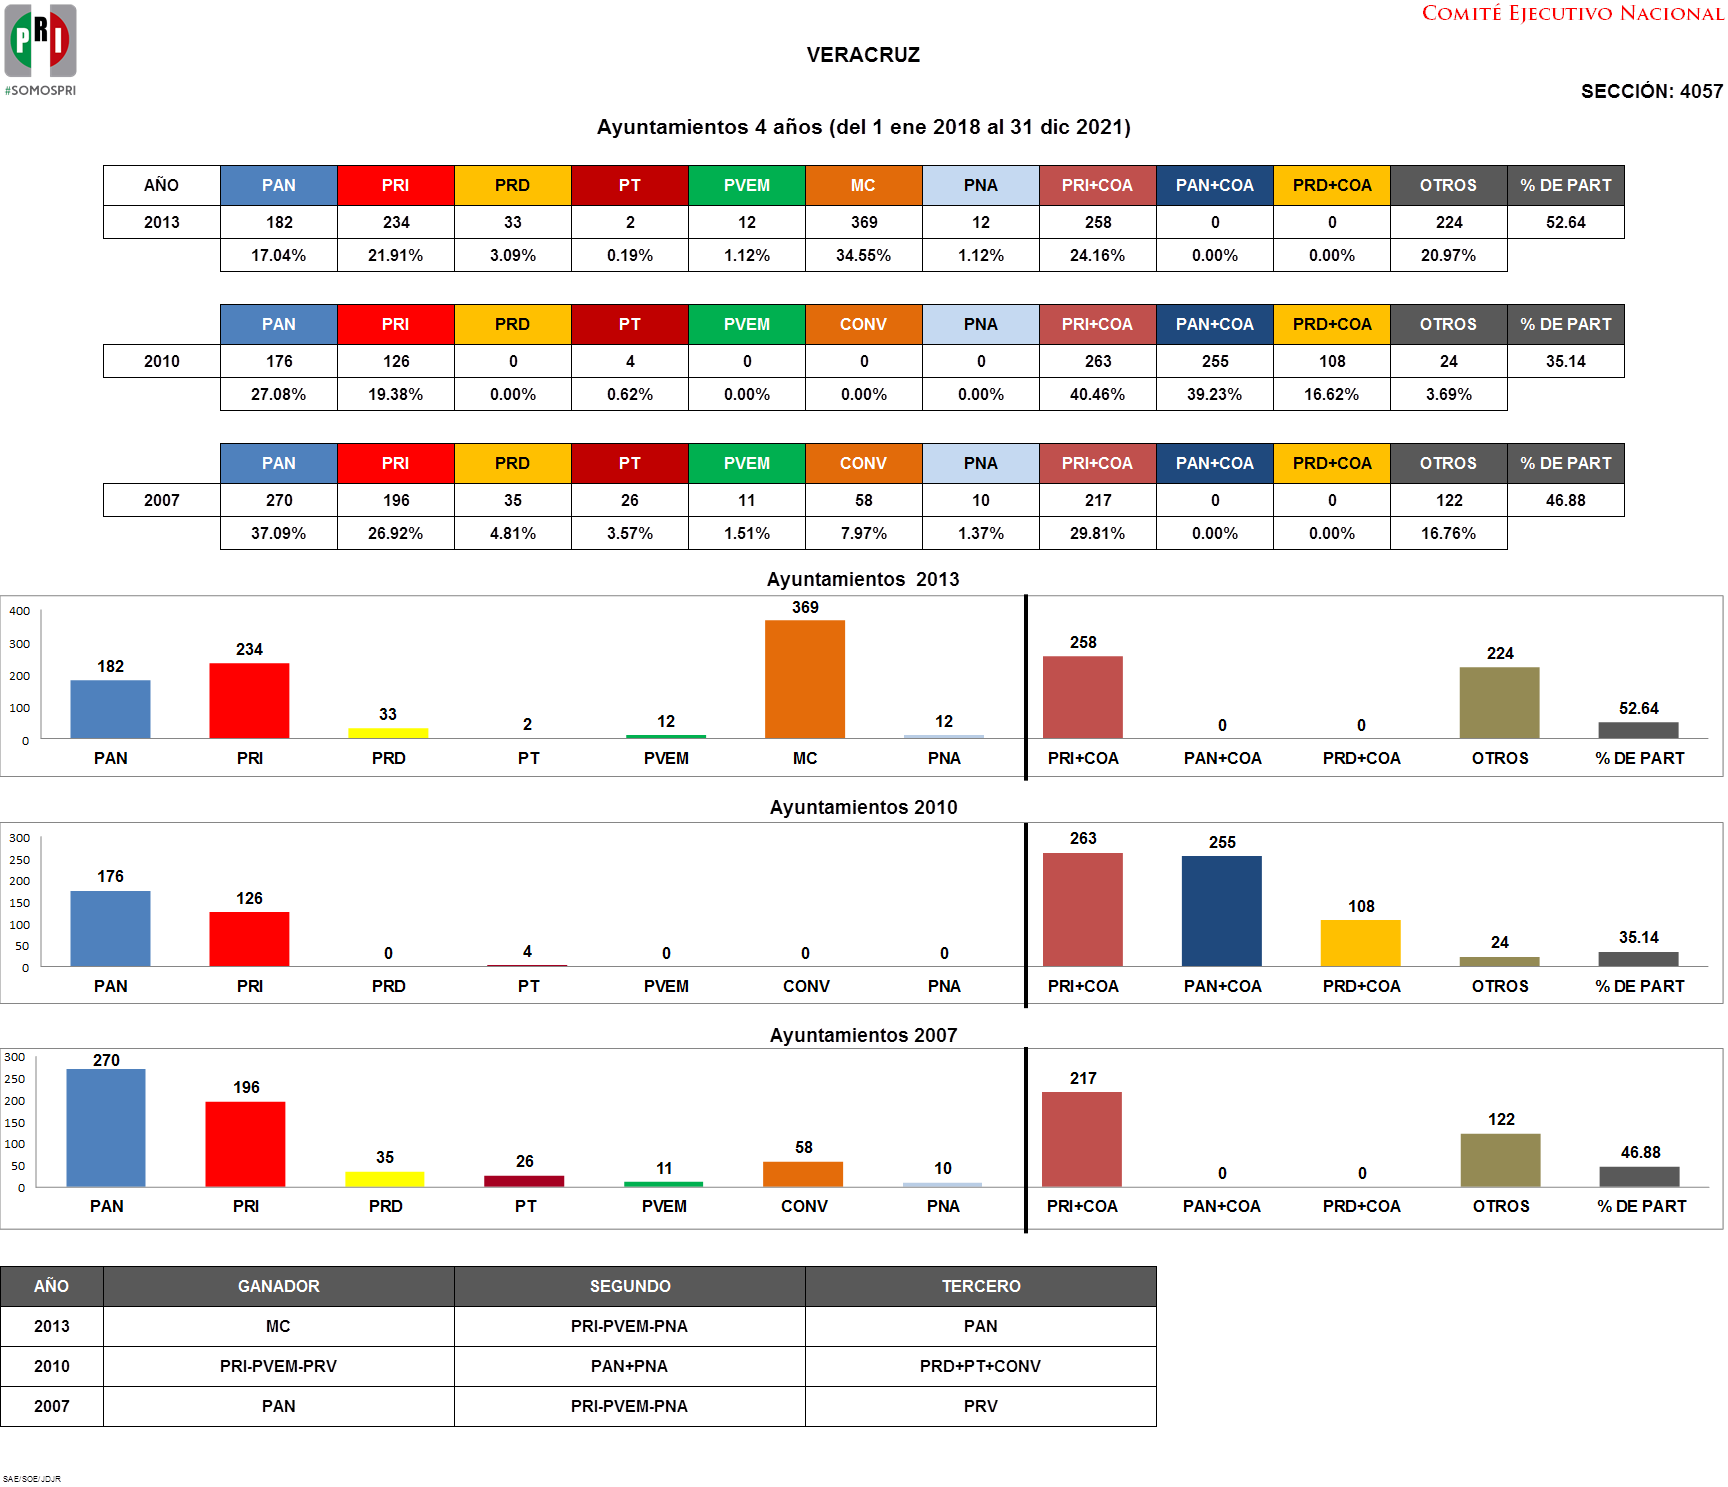 COMITÉ EJECUTIVO NACIONAL
PRI
#SOMOSPRI
VERACRUZ
SECCIÓN: 4057
Ayuntamientos 4 años (del 1 ene 2018 al 31 dic 2021)
AÑO PAN PRI PRD PT PVEM MC PNA PRI+COA PAN+COA PRD+COA OTROS % DE PART
2013 182 234 33 2 12 369 12 258 0 0 224 52.64
17.04% 21.91% 3.09% 0.19% 1.12% 34.55% 1.12% 24.16% 0.00% 0.00% 20.97%
PAN PRI PRD PT PVEM CONV PNA PRI+COA PAN+COA PRD+COA OTROS % DE PART
2010 176 126 0 4 0 0 0 263 255 108 24 35.14
27.08% 19.38% 0.00% 0.62% 0.00% 0.00% 0.00% 40.46% 39.23% 16.62% 3.69%
PAN PRI PRD PT PVEM CONV PNA PRI+COA PAN+COA PRD+COA OTROS % DE PART
2007 270 196 35 26 11 58 10 217 0 0 122 46.88
37.09% 26.92% 4.81% 3.57% 1.51% 7.97% 1.37% 29.81% 0.00% 0.00% 16.76%
Ayuntamientos 2013
400
300
200
100
0
182 234 33 2 12 369 12 258 0 0 224 52.64
PAN PRI PRD PT PVEM MC PNA PRI+COA PAN+COA PRD+COA OTROS % DE PART
Ayuntamientos 2010
300
250
200
150
100
50
0
176 126 0 4 0 0 0 263 255 108 24 35.14
PAN PRI PRD PT PVEM CONV PNA PRI+COA PAN+COA PRD+COA OTROS % DE PART
Ayuntamientos 2007
300
250
200
150
100
50
0
270 196 35 26 11 58 10 217 0 0 122 46.88
PAN PRI PRD PT PVEM CONV PNA PRI+COA PAN+COA PRD+COA OTROS % DE PART
AÑO GANADOR SEGUNDO TERCERO
2013 MC PRI-PVEM-PNA PAN
2010 PRI-PVEM-PRV PAN+PNA PRD+PT+CONV
2007 PAN PRI-PVEM-PNA PRV
SAE/SOE/JDJR